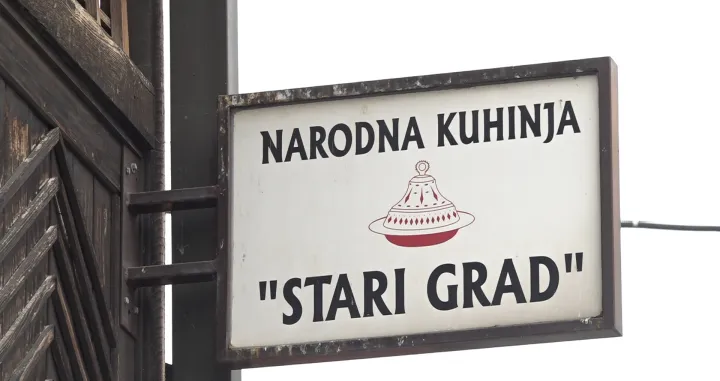 NARODNA KUHINJA
"STARI GRAD"